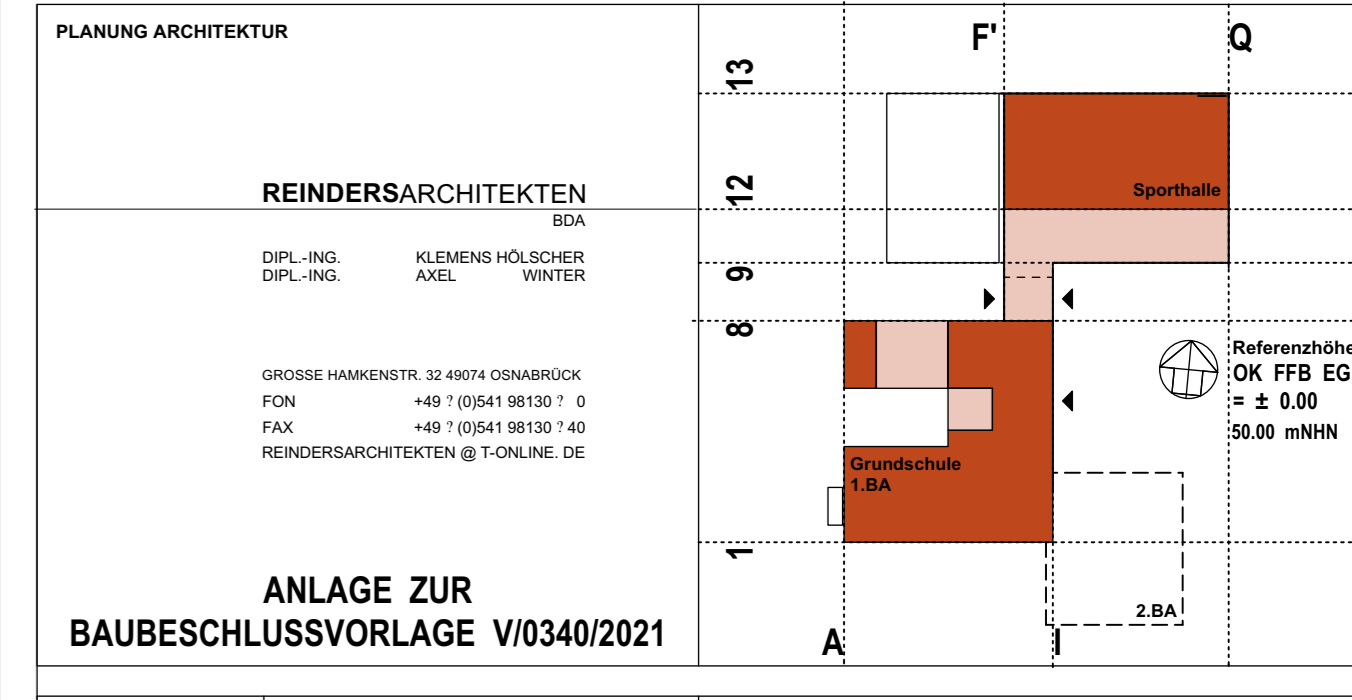 PLANUNG ARCHITEKTUR
REINDERSARCHITEKTEN
BDA
DIPL.-ING. KLEMENS HÖLSCHER
DIPL.-ING. AXEL WINTER
GROSSE HAMKENSTR. 32 49074 OSNABRÜCK
FON +49 ? (0)541 98130 ? 0
FAX +49 ? (0)541 98130 ? 40
REINDERSARCHITEKTEN @ T-ONLINE. DE
ANLAGE ZUR
BAUBESCHLUSSVORLAGE V/0340/2021
F'
Q
13
12
Sporthalle
9
8
Referenzhöhe
OK FFB EG
= ± 0.00
50.00 mNHN
Grundschule
1.BA
1
2.BA
A
I